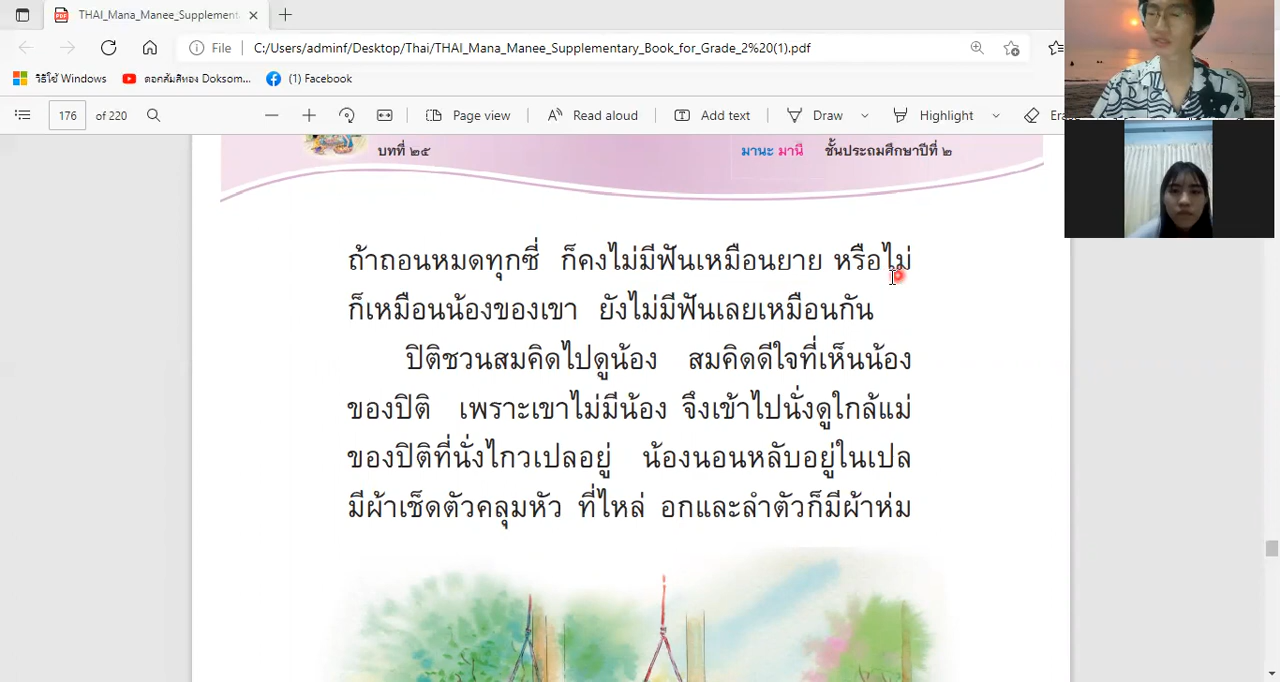 THAI_Mana_Manee_Supplement
File
C:/Users/adminf/Desktop/Thai/THAI_Mana_Manee_Supplementary_Book_for_Grade_2%20(1).pdf
วิธีใช้ Windows
ดอกส้มสีทอง Doksom...
(1) Facebook
176 of 220
Page view
Read aloud
Add text
Draw
Highlight
บทที่ ๒๕
มานะ มานี ชั้นประถมศึกษาปีที่ ๒
ถ้าถอนหมดทุกซี่ ก็คงไม่มีฟันเหมือนยาย หรือไม่
ก็เหมือนน้องของเขา ยังไม่มีฟันเลยเหมือนกัน
ปิติชวนสมคิดไปดูน้อง สมคิดดีใจที่เห็นน้อง
ของปิติ เพราะเขาไม่มีน้อง จึงเข้าไปนั่งดูใกล้แม่
ของปิติที่นั่งไกวเปลอยู่ น้องนอนหลับอยู่ในเปล
มีผ้าเช็ดตัวคลุมหัว ที่ไหล่ อกและลำตัวก็มีผ้าห่ม